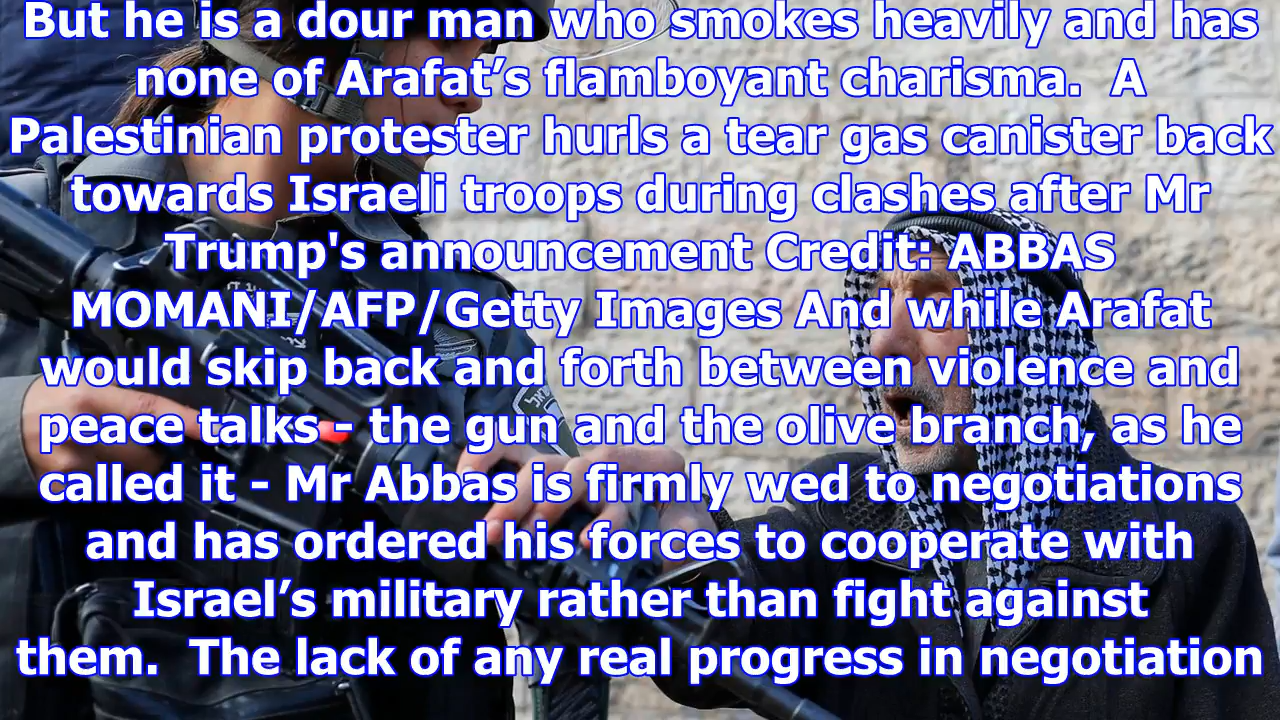 But he is a dour man who smokes heavily and has
none of Arafat’s flamboyant charisma.  A
Palestinian protester hurls a tear gas canister back
towards Israeli troops during clashes after Mr
Trump's announcement Credit: ABBAS
MOMANI/AFP/Getty Images And while Arafat
would skip back and forth between violence and
peace talks - the gun and the olive branch, as he
called it - Mr Abbas is firmly wed to negotiations
and has ordered his forces to cooperate with
Israel’s military rather than fight against
them.  The lack of any real progress in negotiation